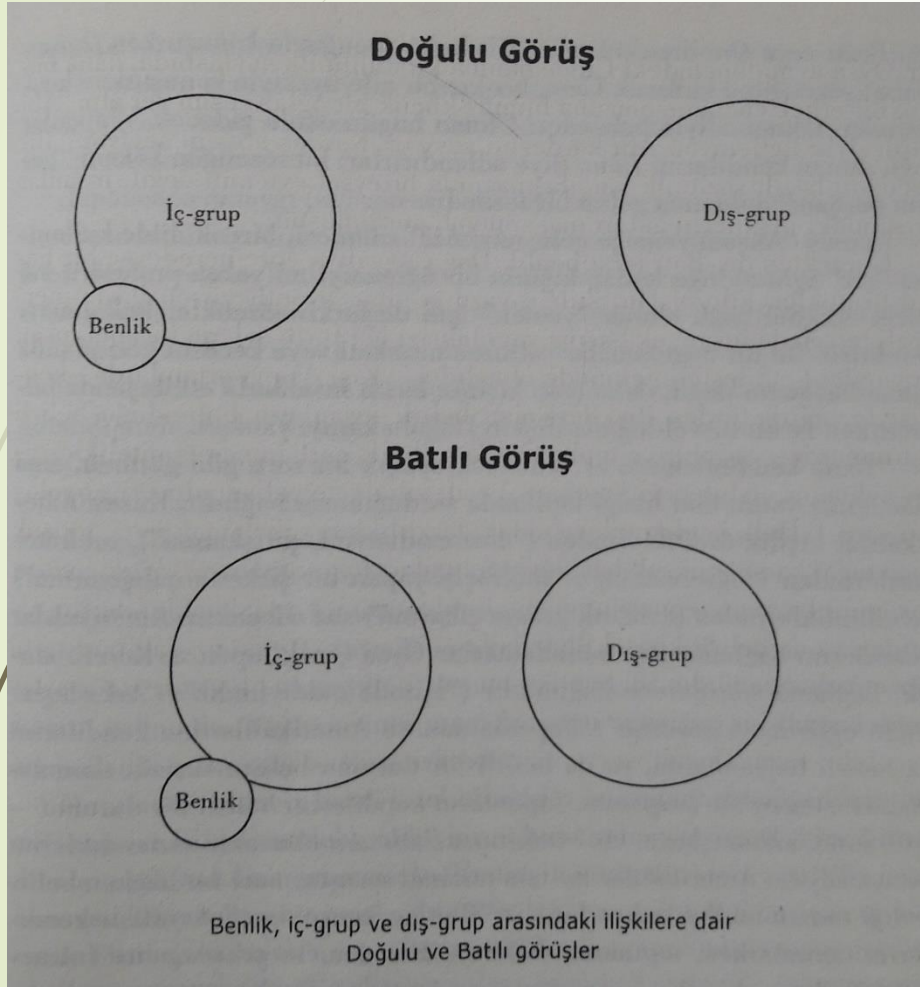 Doğulu Görüş
İç-grup
Dış-grup
Benlik
Batılı Görüş
İç-grup
Dış-grup
Benlik
Benlik, iç-grup ve dış-grup arasındaki ilişkilere dair
Doğulu ve Batılı görüşler